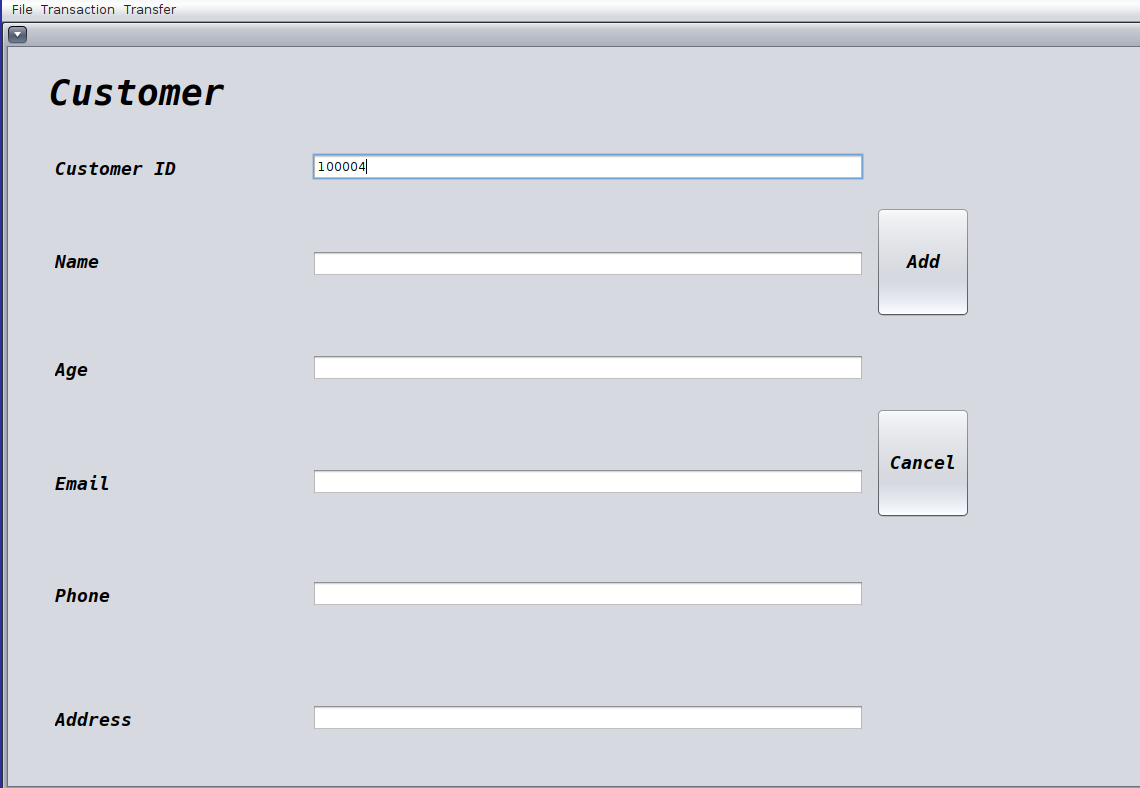 File Transaction Transfer
Customer
Customer ID 100004
Name
Add
Age
Email
Cancel
Phone
Address